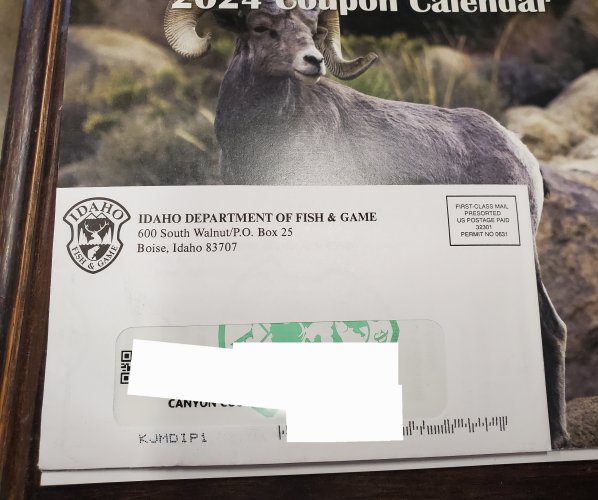 2024 Coupon Calendar
IDAHO
FISH & GAME
IDAHO DEPARTMENT OF FISH & GAME
600 South Walnut/P.O. Box 25
Boise, Idaho 83707
FIRST-CLASS MAIL
PRESORTED
US POSTAGE PAID
32301
PERMIT NO 0631
CANYON
KJMDIP1